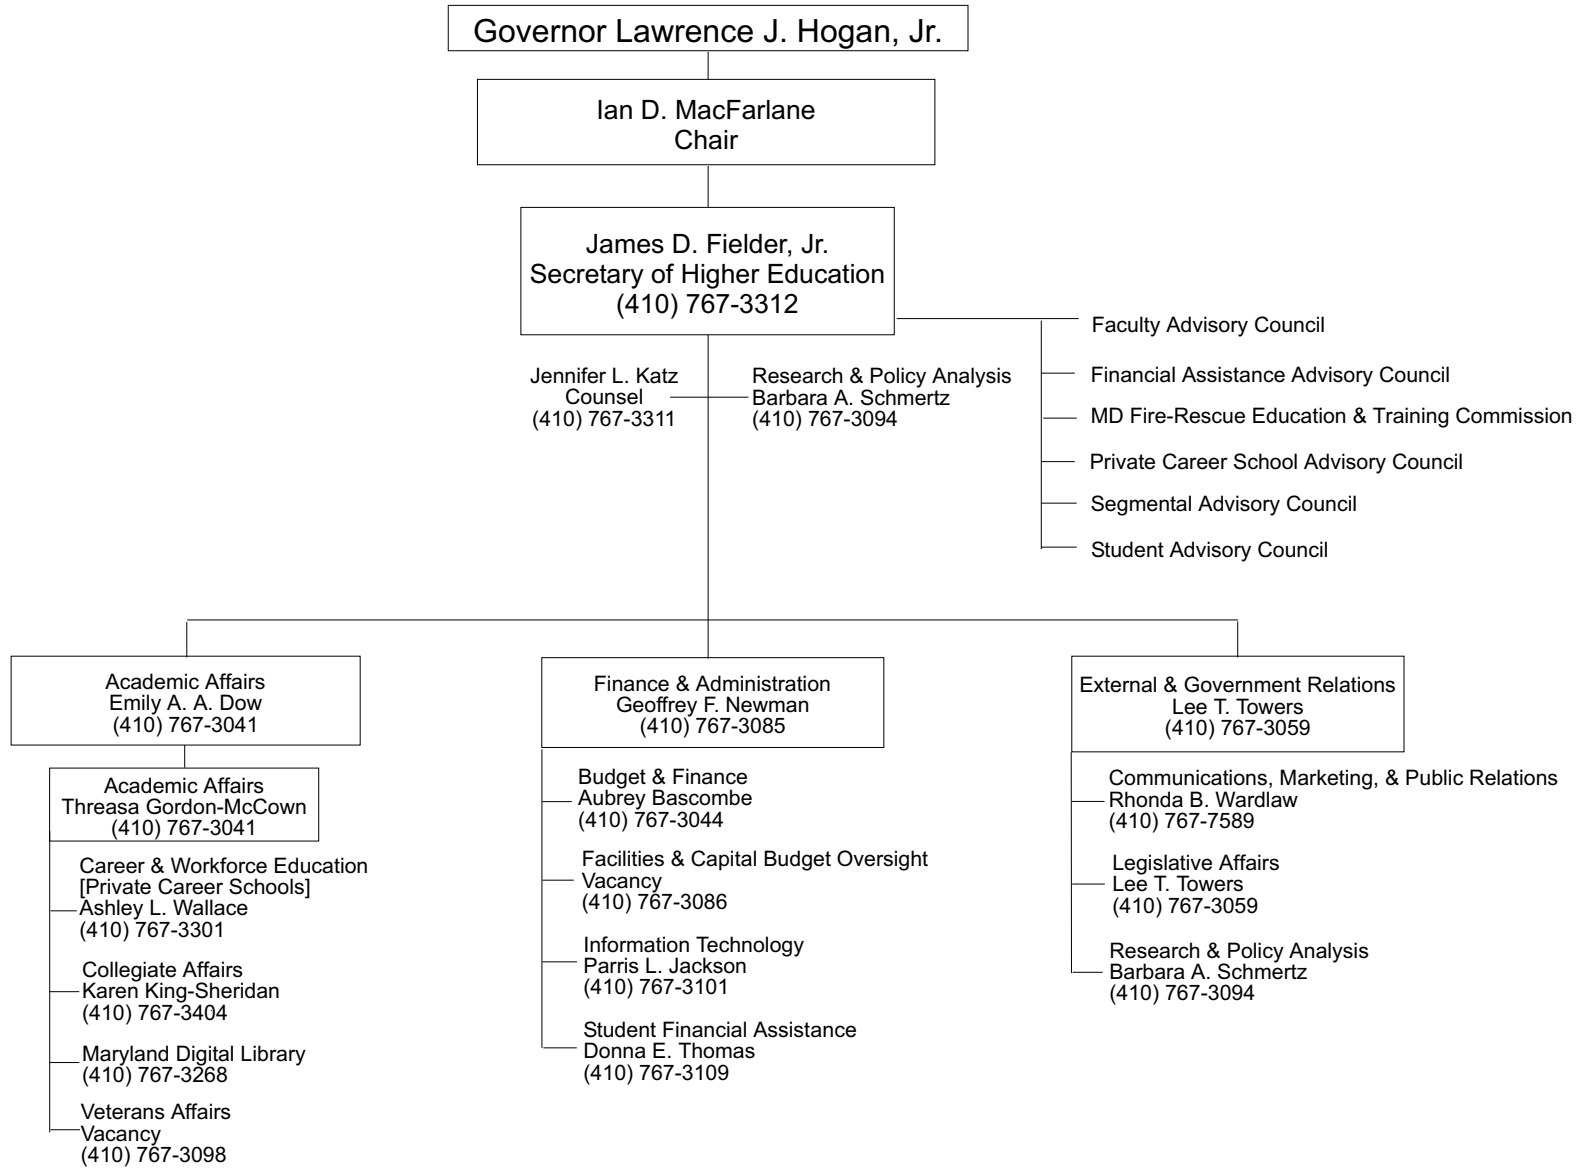 Governor Lawrence J. Hogan, Jr.
Ian D. MacFarlane
Chair
James D. Fielder, Jr.
Secretary of Higher Education
(410) 767-3312
Jennifer L. Katz
Counsel
(410) 767-3311
Research & Policy Analysis
Barbara A. Schmertz
(410) 767-3094
Faculty Advisory Council
Financial Assistance Advisory Council
MD Fire-Rescue Education & Training Commission
Private Career School Advisory Council
Segmental Advisory Council
Student Advisory Council
Academic Affairs
Emily A. A. Dow
(410) 767-3041
Academic Affairs
Threasa Gordon-McCown
(410) 767-3041
Career & Workforce Education
[Private Career Schools]
Ashley L. Wallace
(410) 767-3301
Collegiate Affairs
Karen King-Sheridan
(410) 767-3404
Maryland Digital Library
(410) 767-3268
Veterans Affairs
Vacancy
(410) 767-3098
Finance & Administration
Geoffrey F. Newman
(410) 767-3085
Budget & Finance
Aubrey Bascombe
(410) 767-3044
Facilities & Capital Budget Oversight
Vacancy
(410) 767-3086
Information Technology
Parris L. Jackson
(410) 767-3101
Student Financial Assistance
Donna E. Thomas
(410) 767-3109
External & Government Relations
Lee T. Towers
(410) 767-3059
Communications, Marketing, & Public Relations
Rhonda B. Wardlaw
(410) 767-7589
Legislative Affairs
Lee T. Towers
(410) 767-3059
Research & Policy Analysis
Barbara A. Schmertz
(410) 767-3094